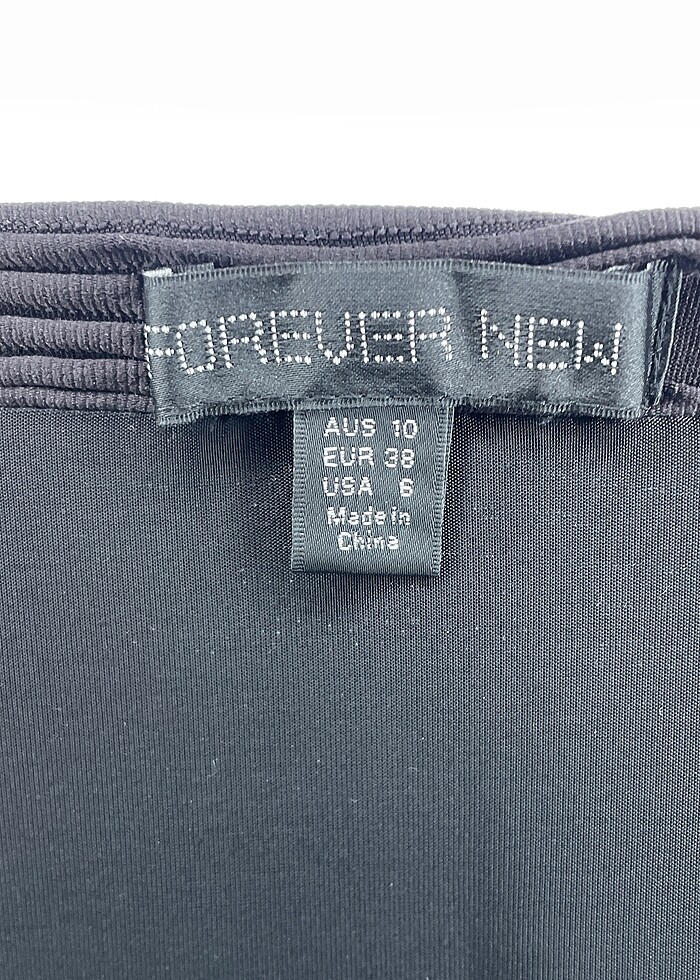 FOREVER NEW
AUS 10
EUR 38
USA 6
Made in
China